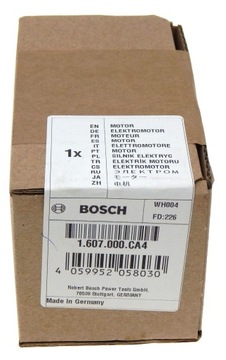 1x
EN MOTOR
DE ELEKTROMOTOR
FR MOTEUR
ES MOTOR
IT ELETTROMOTORE
PT MOTOR
PL SILNIK ELEKTRYC
TR ELEKTRİK MOTORU
CS ELEKTROMOTOR
RU ЭЛЕКТРОМ
JA モーター
ZH 电机
BOSCH
WH004
FD:226
1.607.000.CA4
4 059952 058030
Robert Bosch Power Tools GmbH,
70538 Stuttgart, GERMANY
Made in Germany